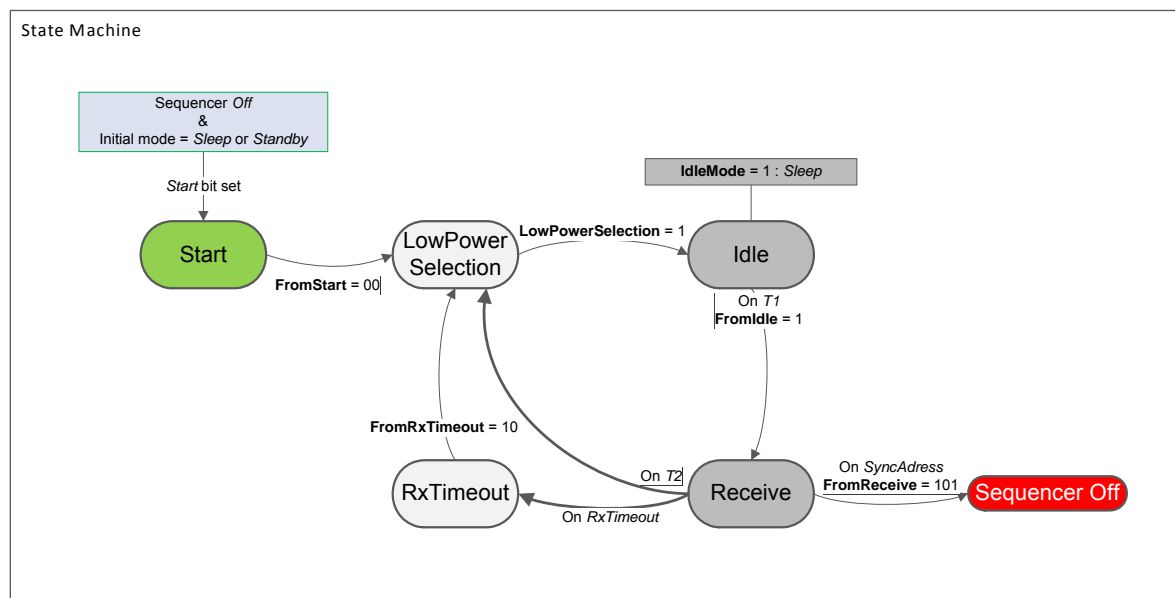 State Machine
Sequencer Off
&
Initial mode = Sleep or Standby
Start bit set
IdleMode = 1 : Sleep
Start
FromStart = 00
LowPower
Selection
LowPowerSelection = 1
Idle
On T1
FromIdle = 1
FromRxTimeout = 10
RxTimeout
On T2
On RxTimeout
Receive
On SyncAdress
FromReceive = 101
Sequencer Off